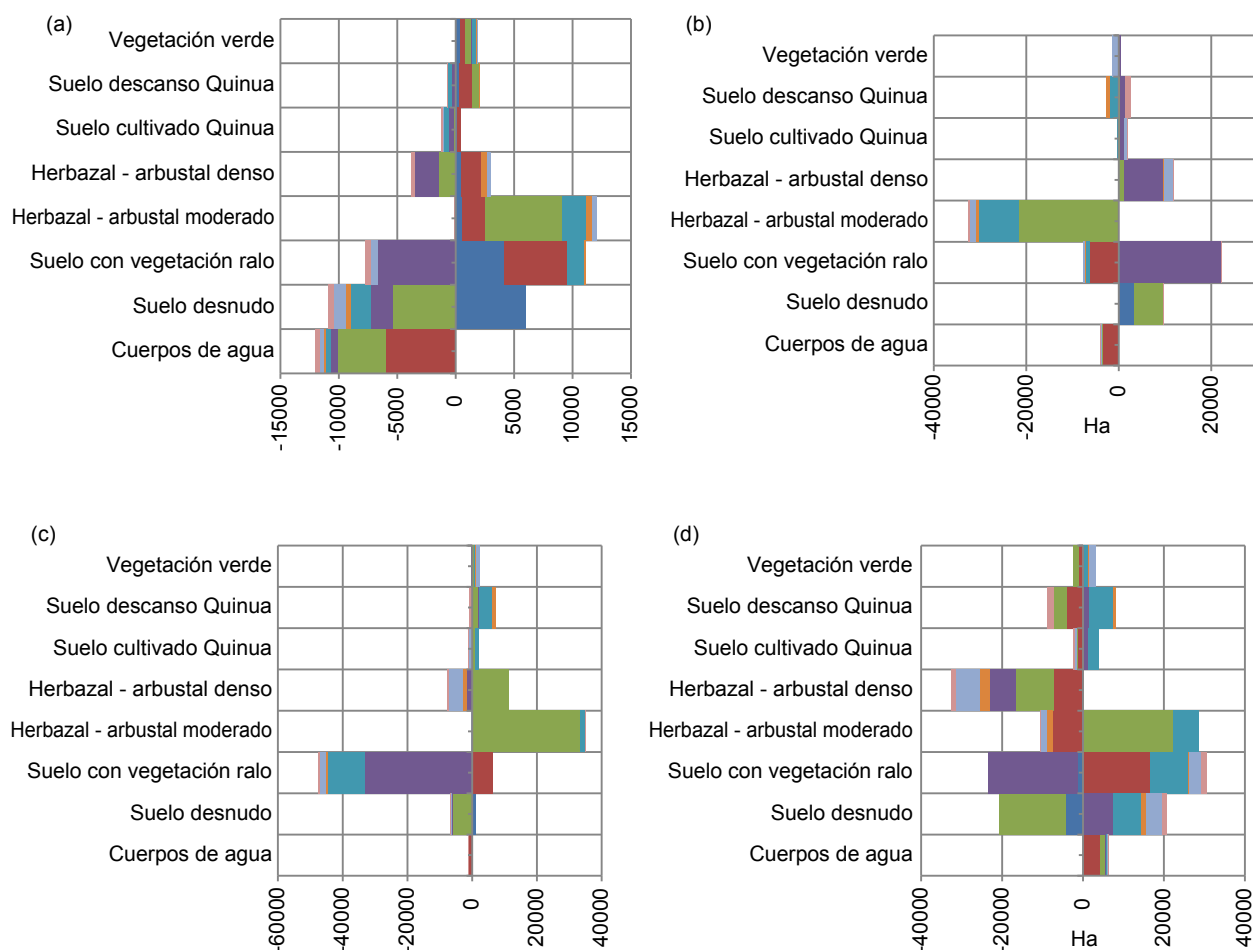 (a)
Vegetación verde
Suelo descanso Quinua
Suelo cultivado Quinua
Herbazal - arbustal denso
Herbazal - arbustal moderado
Suelo con vegetación ralo
Suelo desnudo
Cuerpos de agua
-15000 -10000 -5000 0 5000 10000 15000
(b)
Vegetación verde
Suelo descanso Quinua
Suelo cultivado Quinua
Herbazal - arbustal denso
Herbazal - arbustal moderado
Suelo con vegetación ralo
Suelo desnudo
Cuerpos de agua
-40000 -20000 0 20000
Ha
(c)
Vegetación verde
Suelo descanso Quinua
Suelo cultivado Quinua
Herbazal - arbustal denso
Herbazal - arbustal moderado
Suelo con vegetación ralo
Suelo desnudo
Cuerpos de agua
-60000 -40000 -20000 0 20000 40000
(d)
Vegetación verde
Suelo descanso Quinua
Suelo cultivado Quinua
Herbazal - arbustal denso
Herbazal - arbustal moderado
Suelo con vegetación ralo
Suelo desnudo
Cuerpos de agua
-40000 -20000 0 20000 40000
Ha